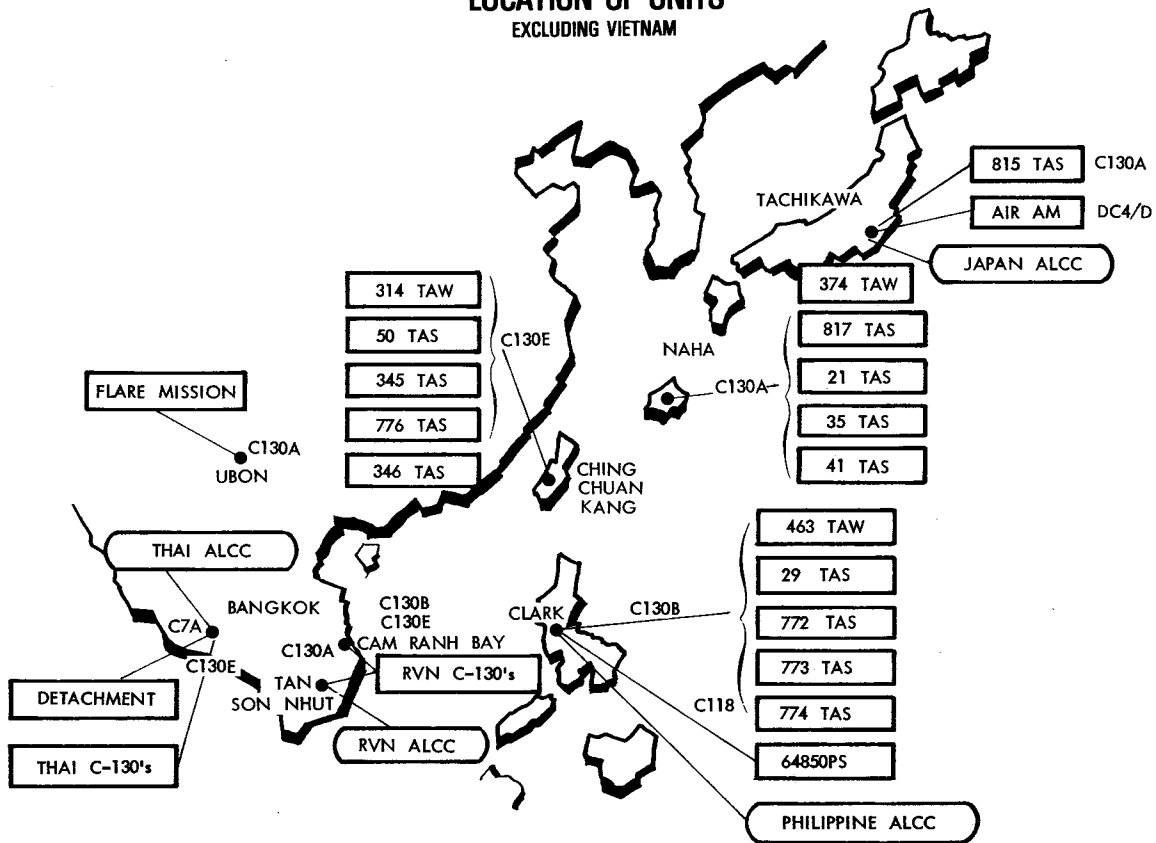 LOCATION OF UNITS
EXCLUDING VIETNAM
815 TAS
C130A
TACHIKAWA
AIR AM
DC4/D
JAPAN ALCC
314 TAW
50 TAS
345 TAS
776 TAS
346 TAS
C130E
374 TAW
817 TAS
21 TAS
35 TAS
41 TAS
NAHA
C130A
FLARE MISSION
C130A
UBON
CHING
CHUAN
KANG
THAI ALCC
BANGKOK
C7A
C130E
DETACHMENT
THAI C-130's
C130B
C130E
C130A
CAM RANH BAY
TAN
SON NHUT
RVN C-130's
RVN ALCC
CLARK
C130B
463 TAW
29 TAS
772 TAS
773 TAS
774 TAS
C118
64850PS
PHILIPPINE ALCC